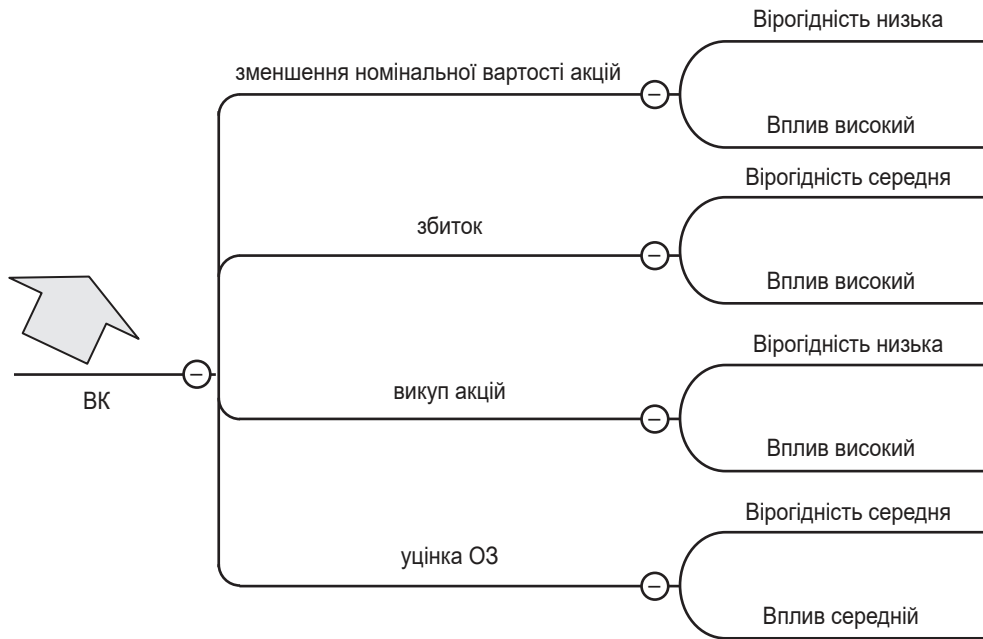 Вірогідність низька
зменшення номінальної вартості акцій
Вплив високий
Вірогідність середня
збиток
Вплив високий
Вірогідність низька
ВК
викуп акцій
Вплив високий
Вірогідність середня
уцінка ОЗ
Вплив середній